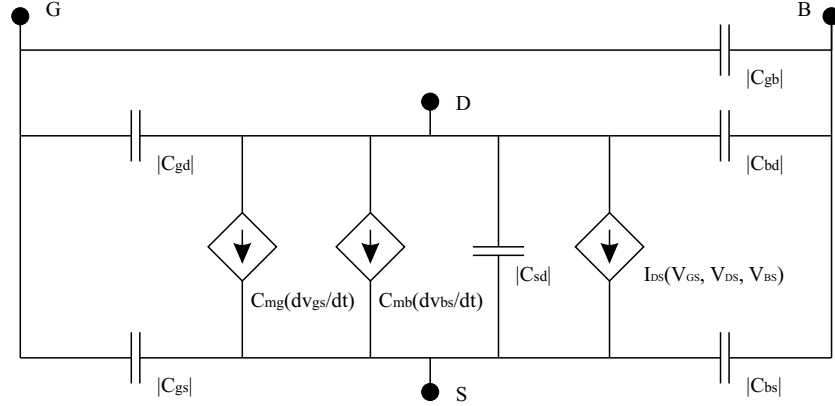 G
B
|Cgb|
D
|Cgd|
|Cbd|
Cmg(dvgs/dt)
Cmb(dvbs/dt)
|Csd|
IDS(VGS, VDS, VBS)
|Cgs|
S
|Cbs|